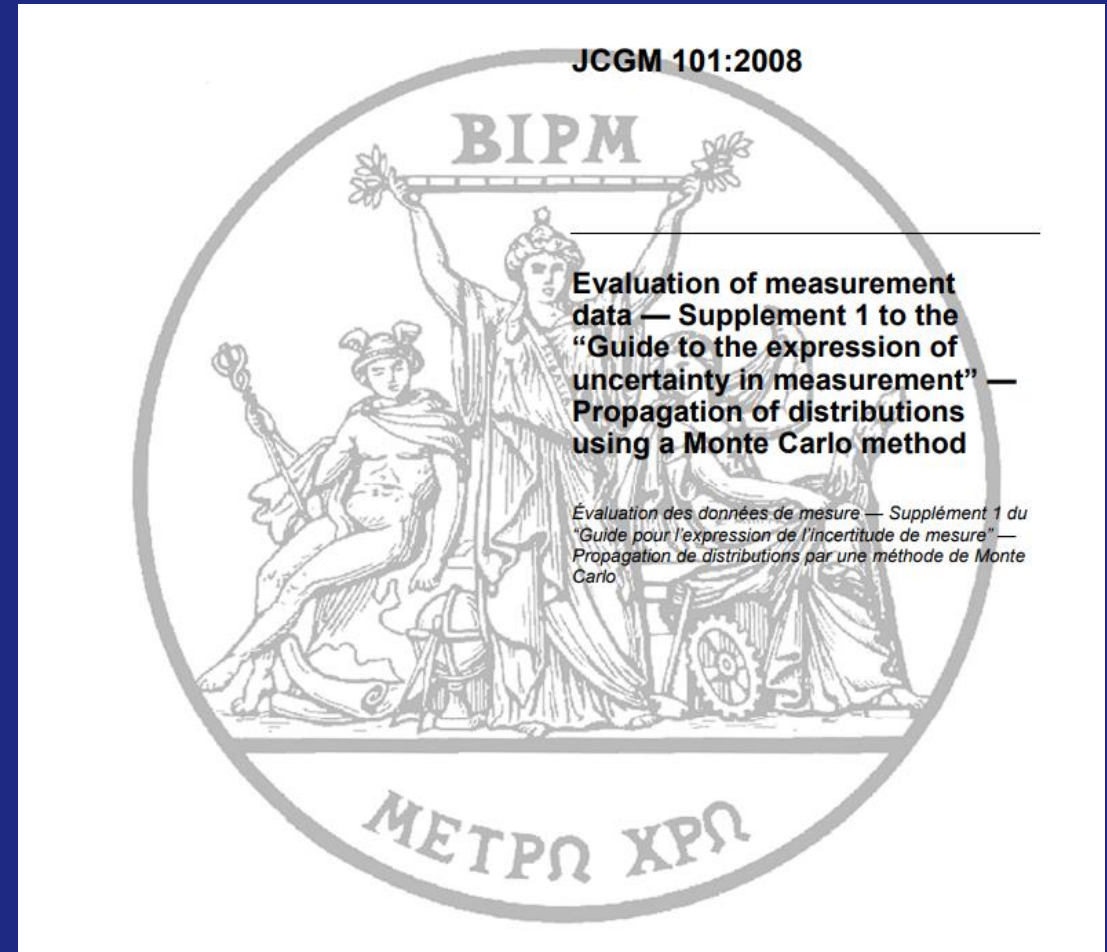 JCGM 101:2008
BIPM
Evaluation of measurement
data — Supplement 1 to the
“Guide to the expression of
uncertainty in measurement” —
Propagation of distributions
using a Monte Carlo method
Évaluation des données de mesure — Supplément 1 du
“Guide pour l’expression de l’incertitude de mesure” —
Propagation de distributions par une méthode de Monte
Carlo
ΜΕΤΡΩ ΧΡΩ